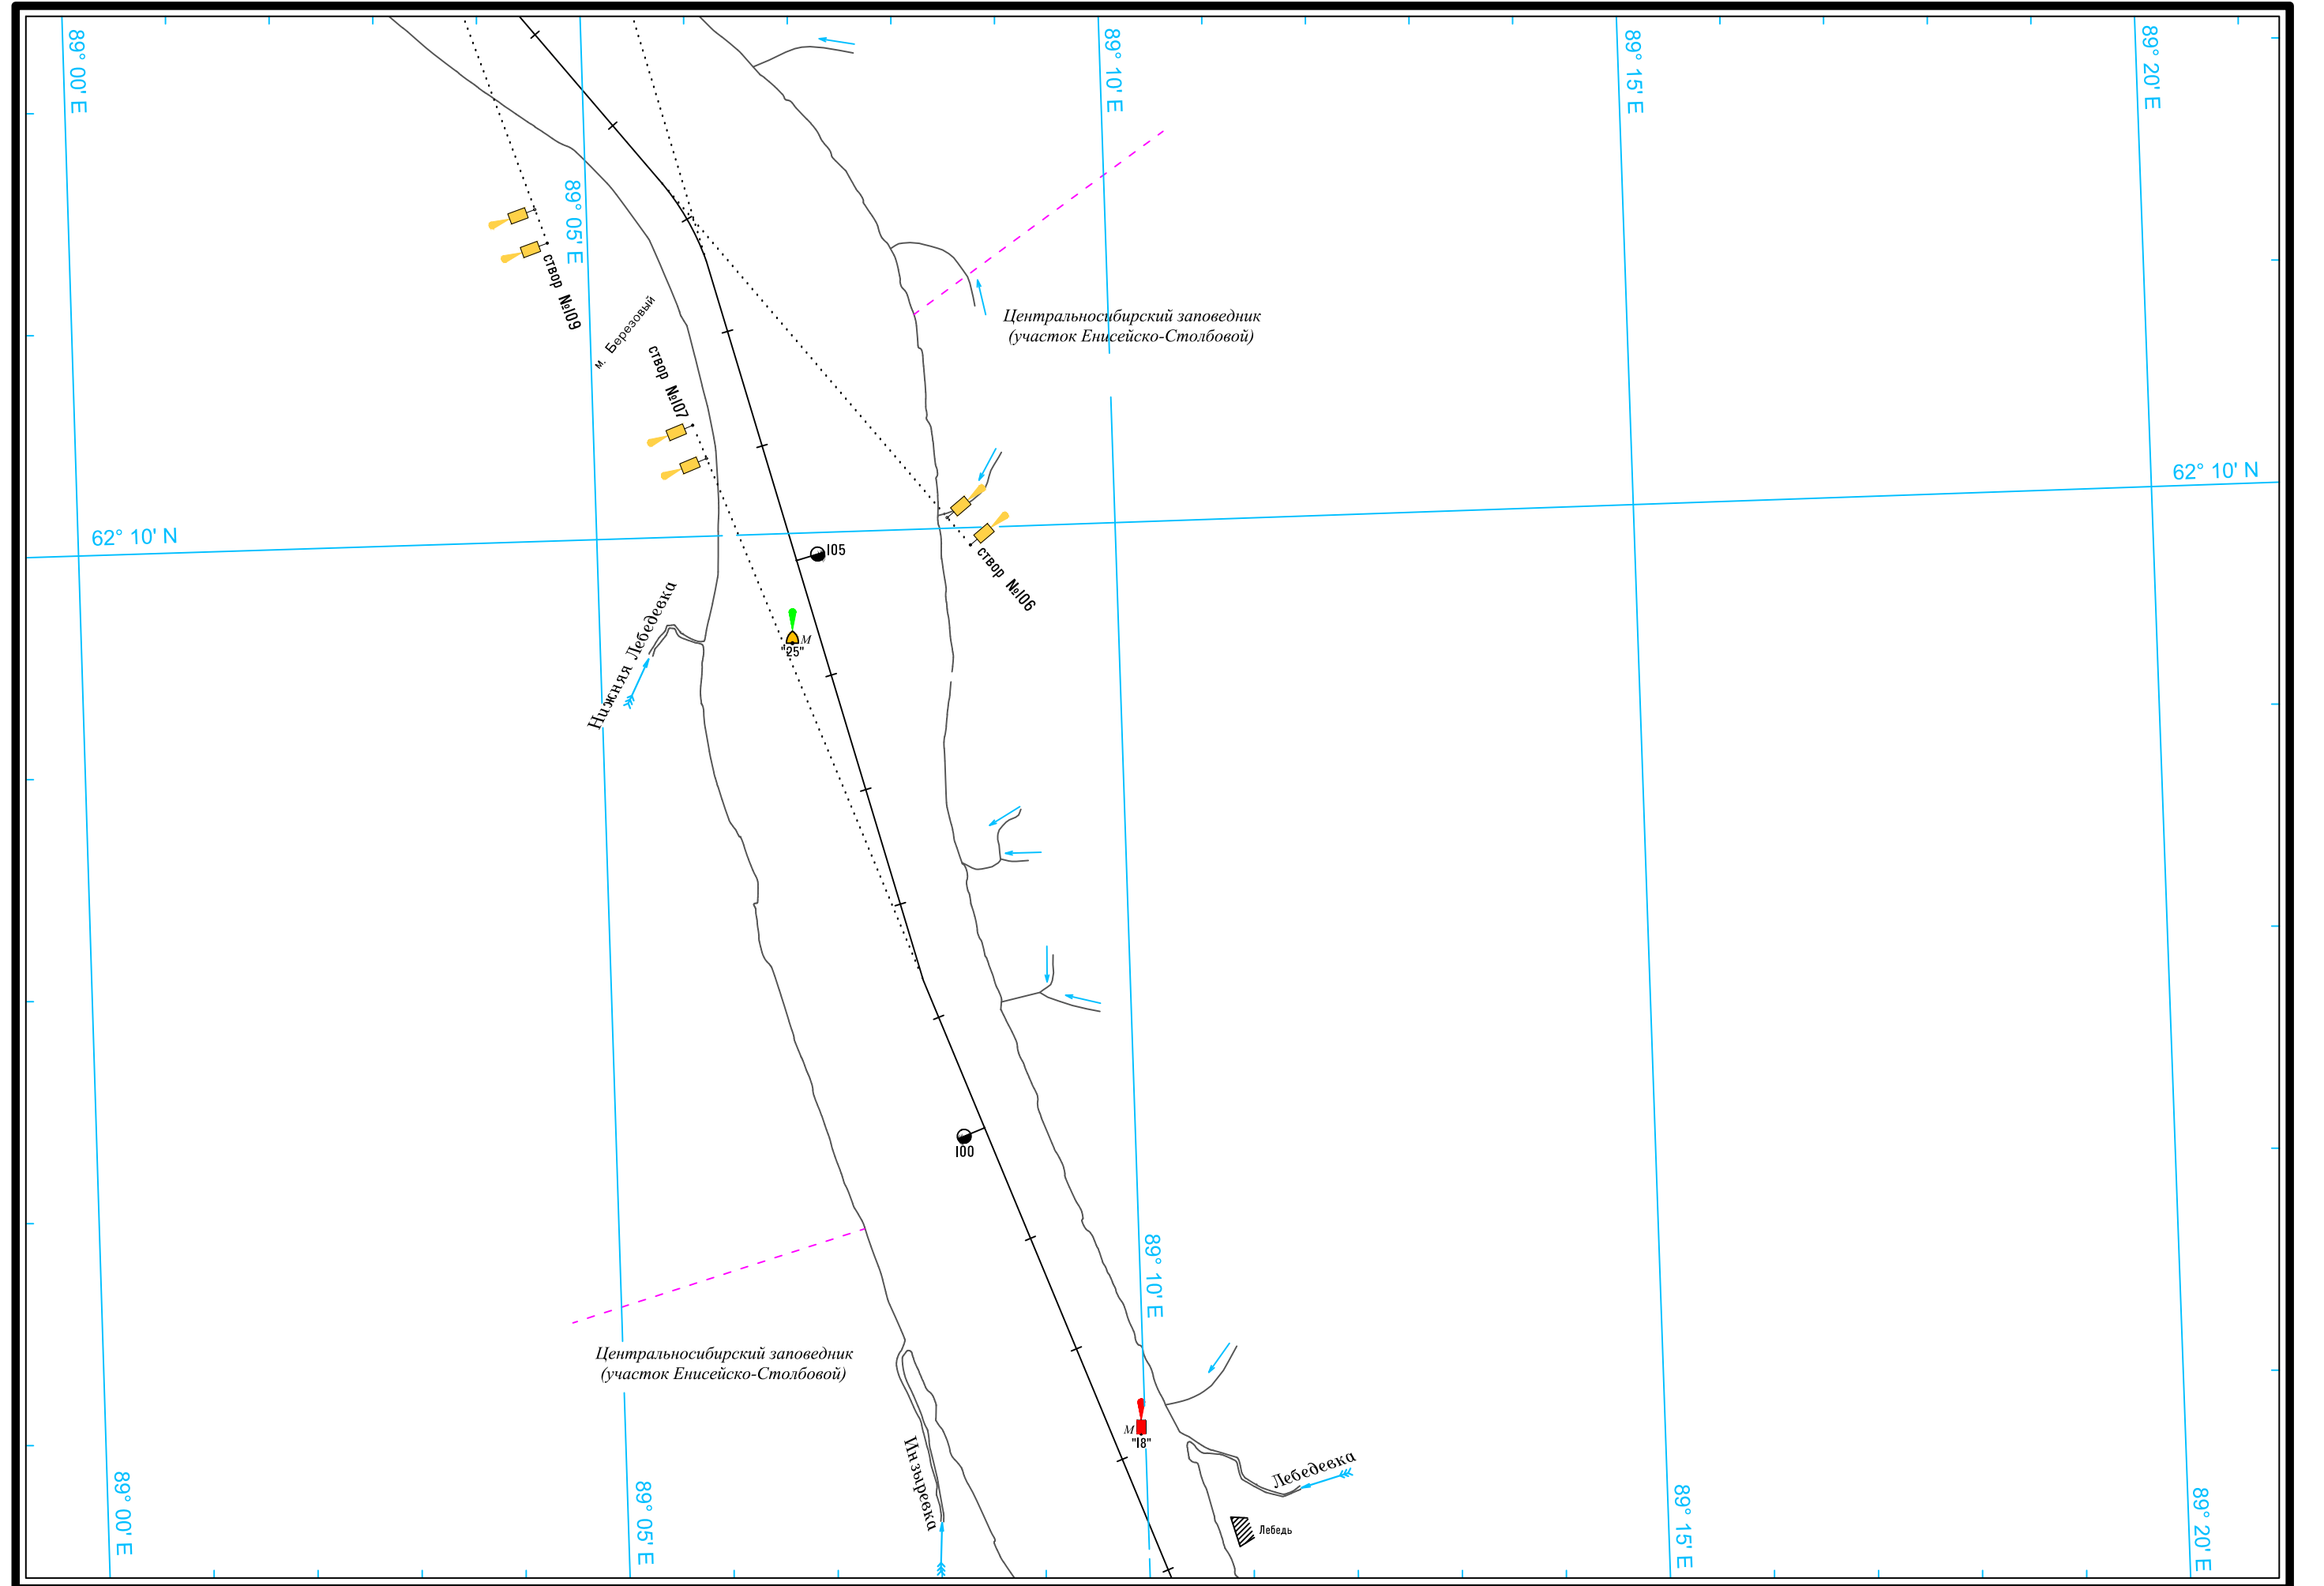 89° 00' E
89° 10' E
89° 15' E
89° 20' E
89° 05' E
створ №109
м. Березовый
Центральносибирский заповедник
(участок Енисейско-Столбовой)
створ №107
62° 10' N
62° 10' N
105
створ №106
Нижняя Лебедевка
М
"25"
100
89° 10' E
Центральносибирский заповедник
(участок Енисейско-Столбовой)
М
"18"
Инзыревка
Лебедевка
Лебедь
89° 00' E
89° 05' E
89° 15' E
89° 20' E